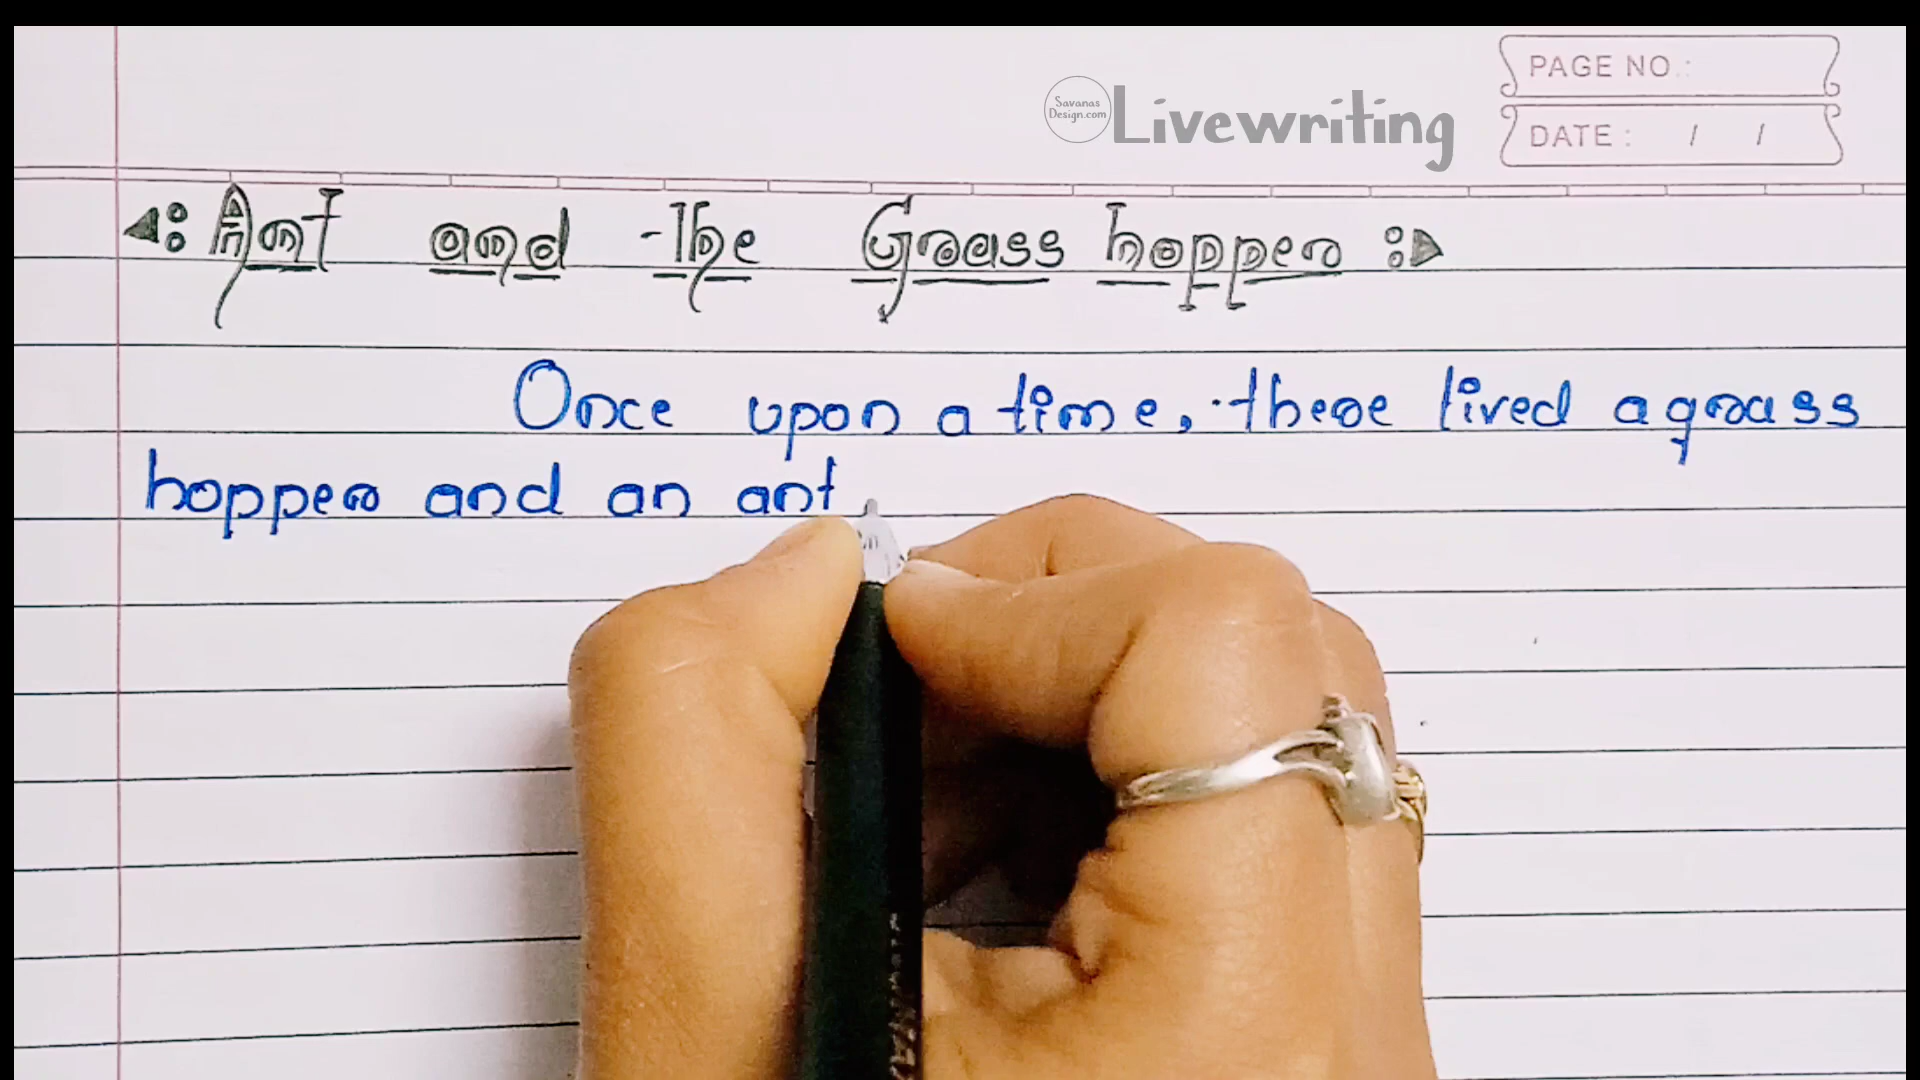 PAGE NO.:
Savanas
Design.com
Livewriting
DATE : / /
Ant and the Grass hopper
Once upon a time, there lived a grass
hopper and an ant